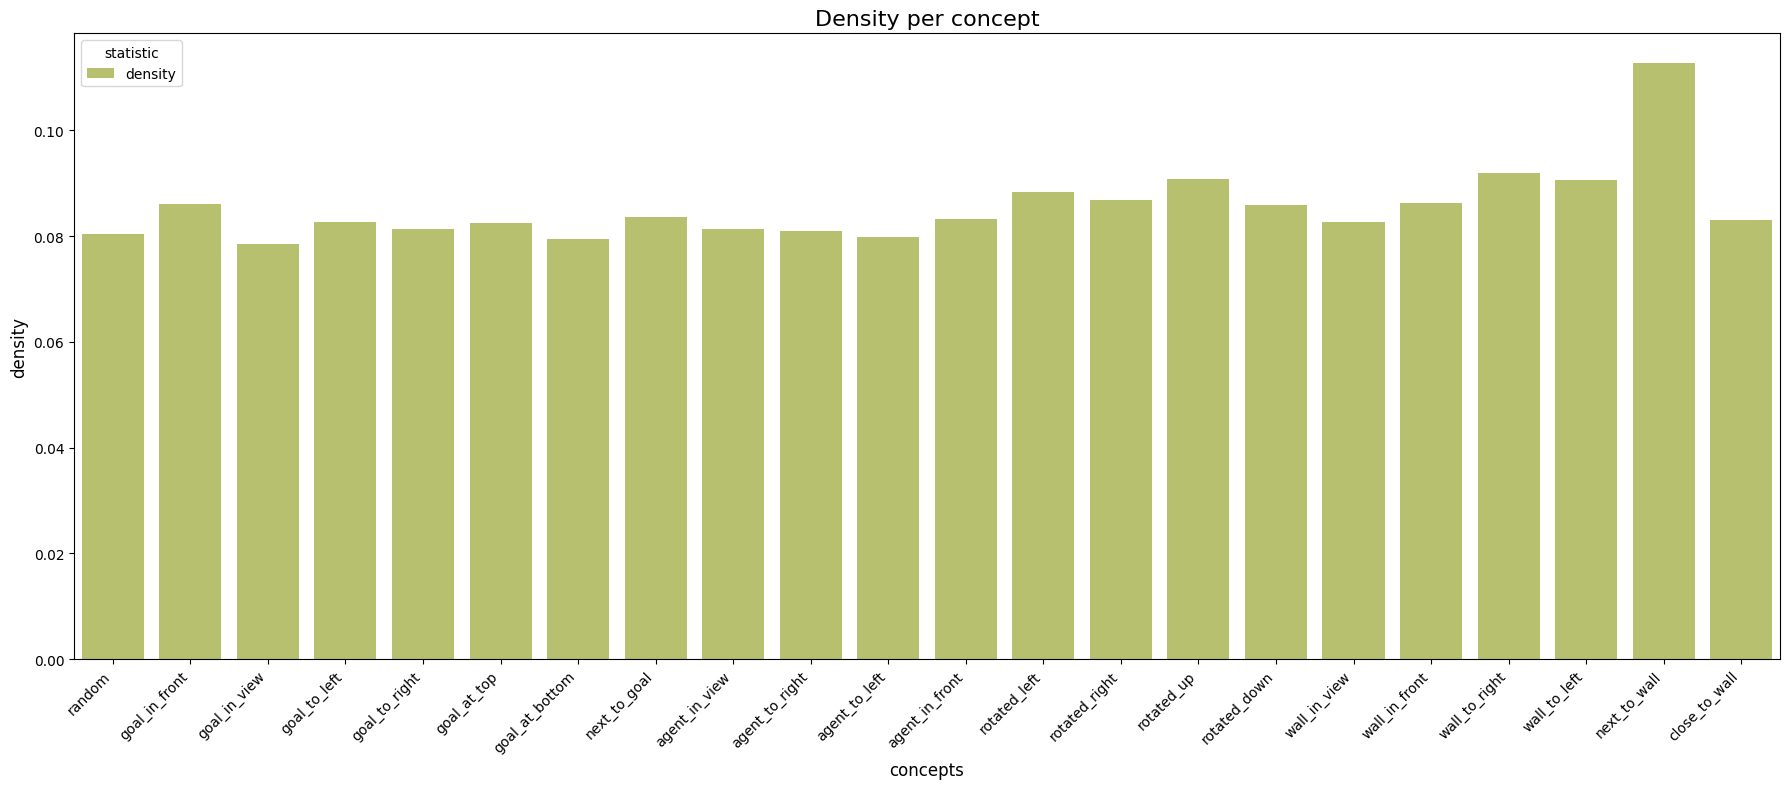 Density per concept
statistic
density
density
0.10
0.08
0.06
0.04
0.02
0.00
random
goal_in_front
goal_in_view
goal_to_left
goal_to_right
goal_at_top
goal_at_bottom
next_to_goal
agent_in_view
agent_to_right
agent_to_left
agent_in_front
rotated_left
rotated_right
rotated_up
rotated_down
wall_in_view
wall_in_front
wall_to_right
wall_to_left
next_to_wall
close_to_wall
concepts